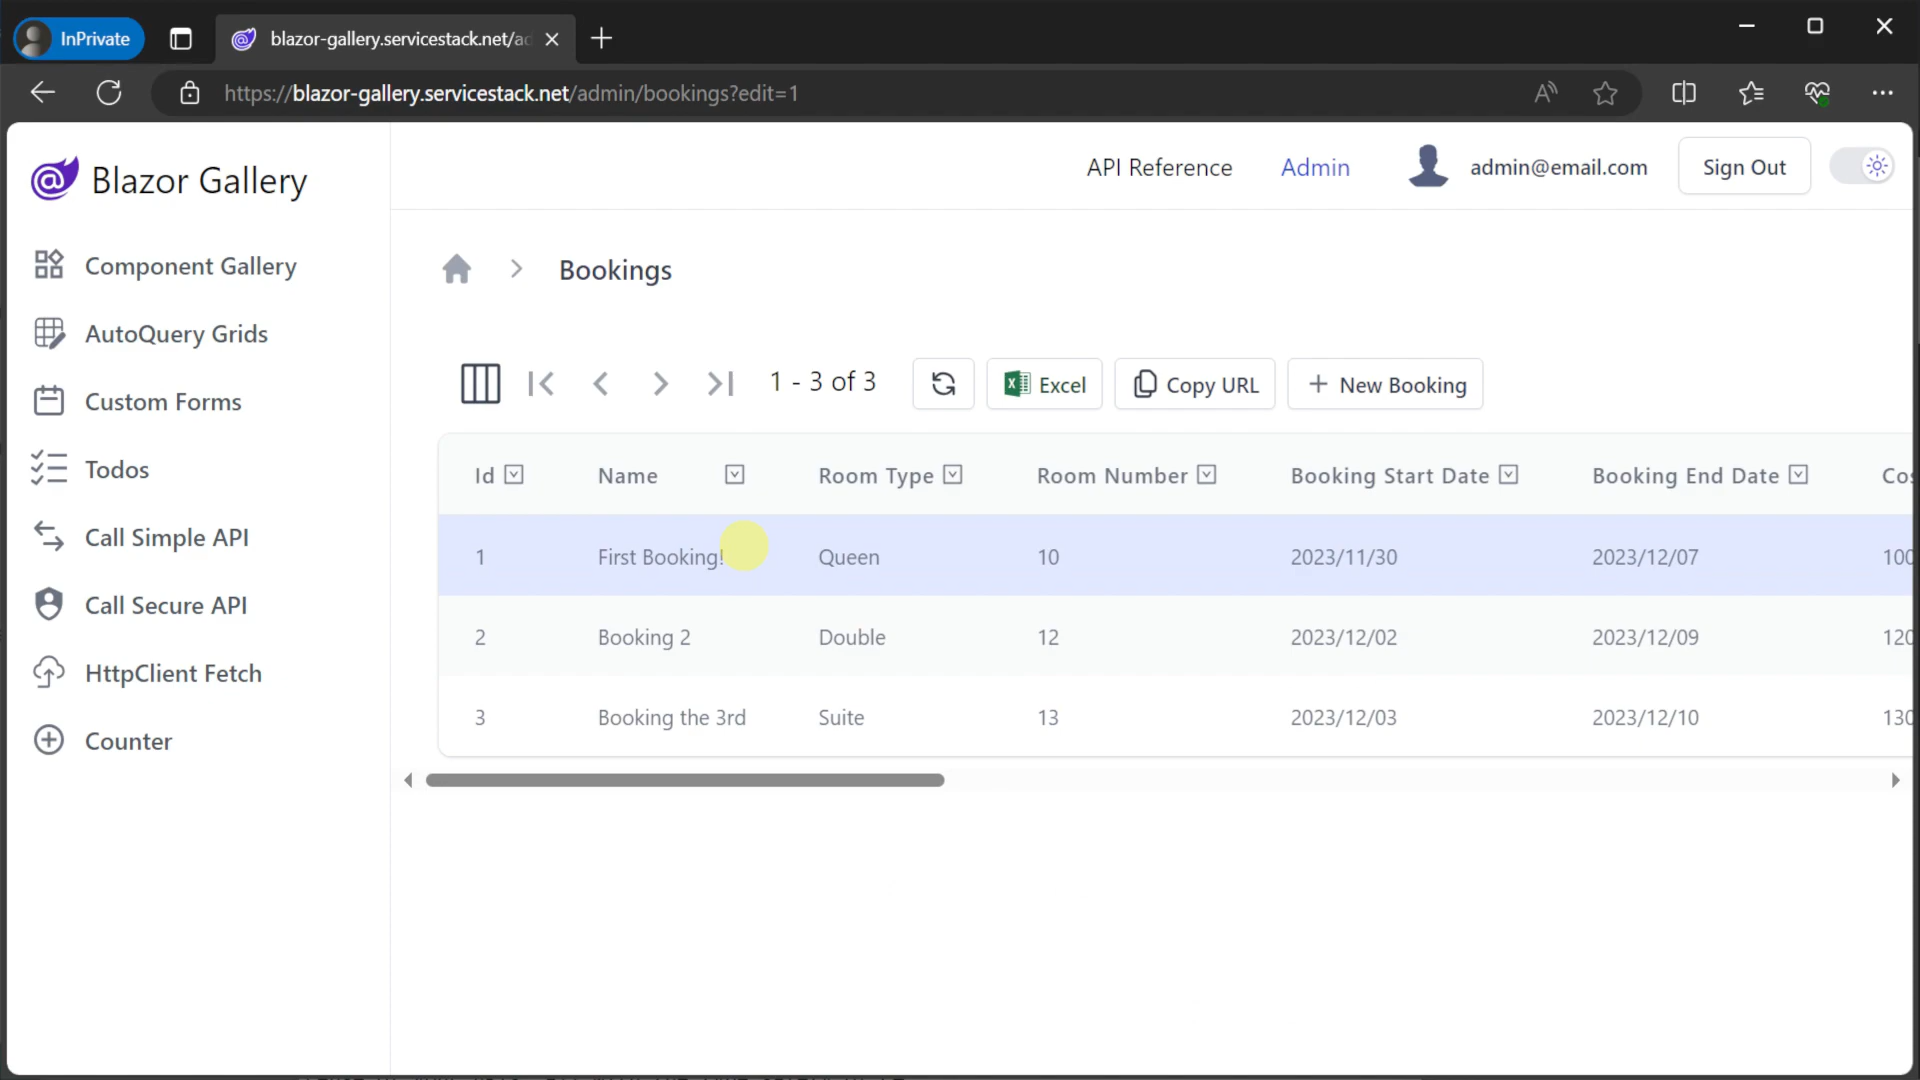 InPrivate
blazor-gallery.servicestack.net/ad
https://blazor-gallery.servicestack.net/admin/bookings?edit=1
Blazor Gallery
API Reference
Admin
admin@email.com
Sign Out
Component Gallery
AutoQuery Grids
Custom Forms
Todos
Call Simple API
Call Secure API
HttpClient Fetch
Counter
Bookings
1 - 3 of 3
Excel
Copy URL
New Booking
Id Name Room Type Room Number Booking Start Date Booking End Date Cos
1 First Booking! Queen 10 2023/11/30 2023/12/07 100
2 Booking 2 Double 12 2023/12/02 2023/12/09 120
3 Booking the 3rd Suite 13 2023/12/03 2023/12/10 130